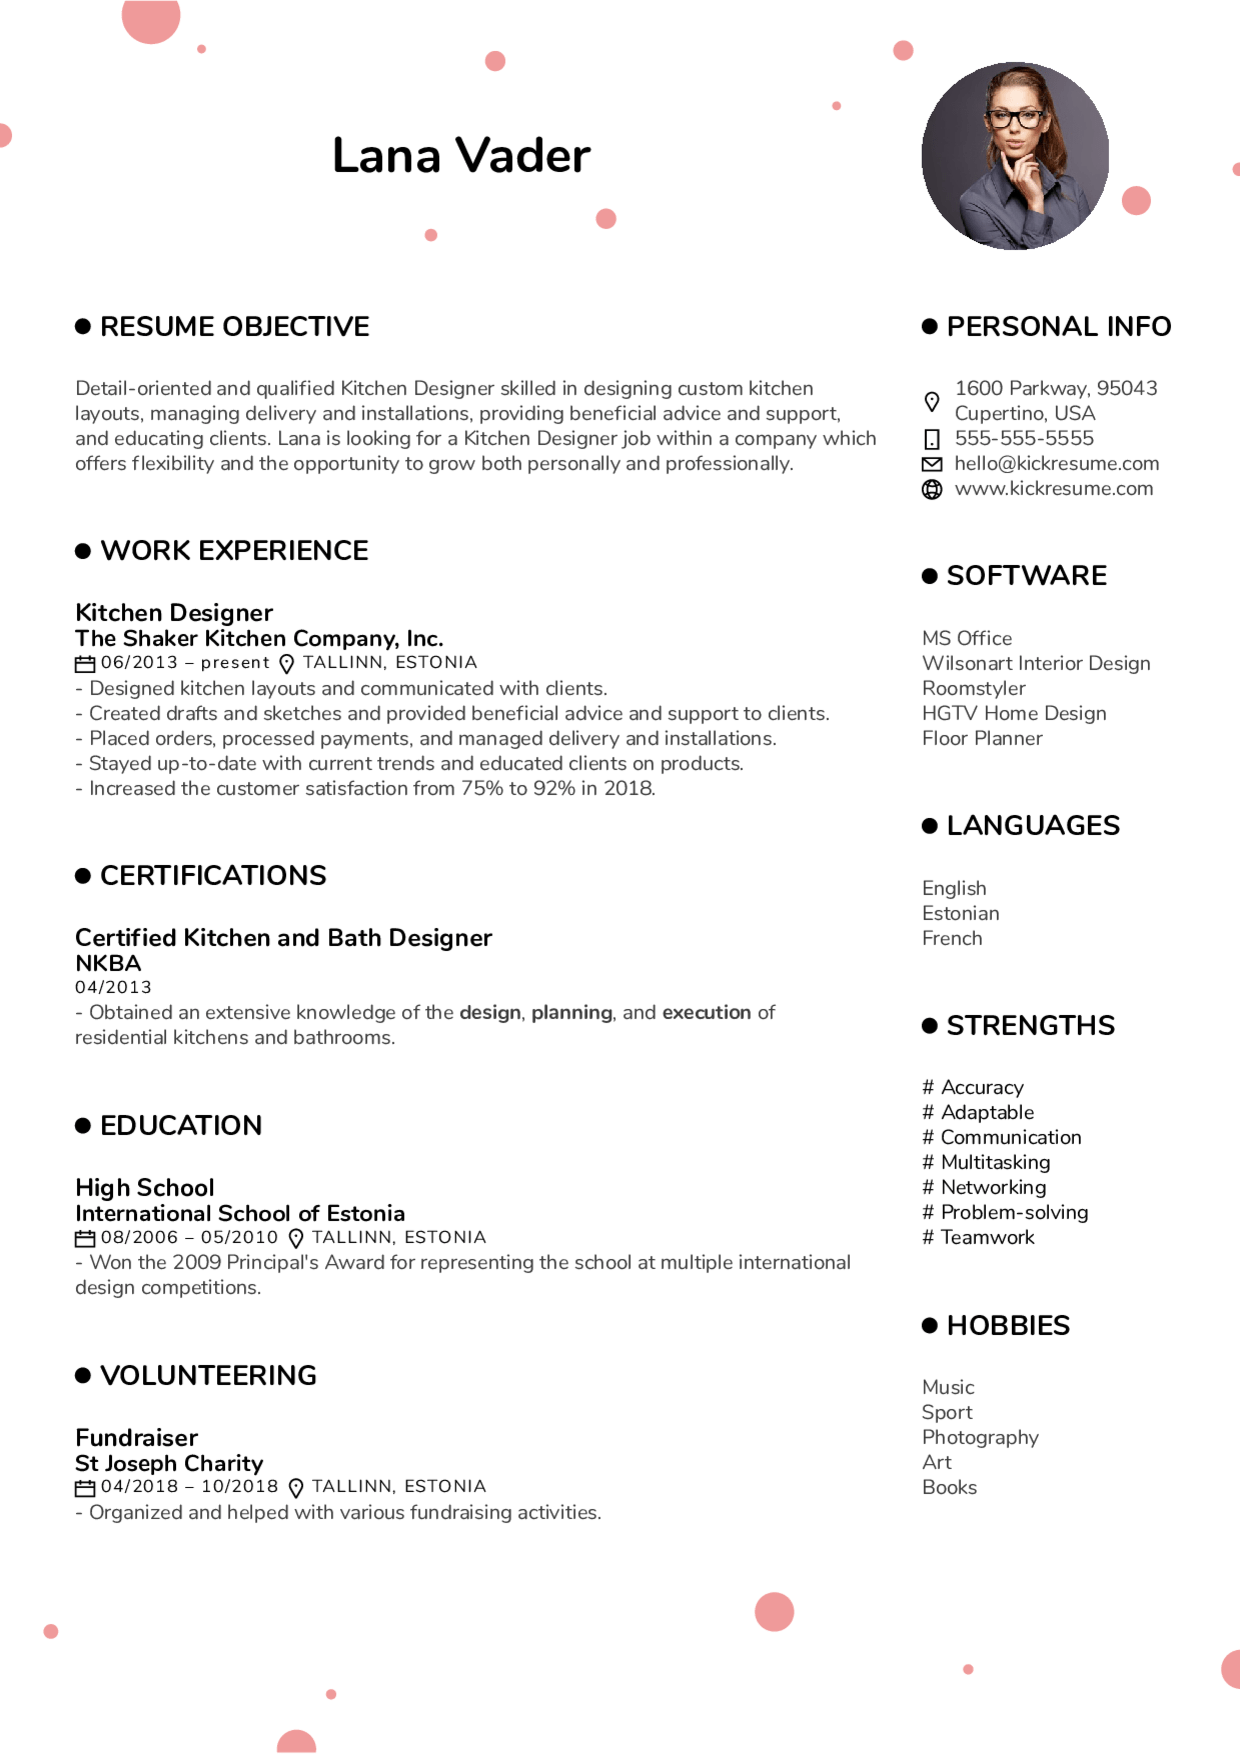 Lana Vader
● RESUME OBJECTIVE
Detail-oriented and qualified Kitchen Designer skilled in designing custom kitchen
layouts, managing delivery and installations, providing beneficial advice and support,
and educating clients. Lana is looking for a Kitchen Designer job within a company which
offers flexibility and the opportunity to grow both personally and professionally.
● WORK EXPERIENCE
Kitchen Designer
The Shaker Kitchen Company, Inc.
06/2013 – present TALLINN, ESTONIA
- Designed kitchen layouts and communicated with clients.
- Created drafts and sketches and provided beneficial advice and support to clients.
- Placed orders, processed payments, and managed delivery and installations.
- Stayed up-to-date with current trends and educated clients on products.
- Increased the customer satisfaction from 75% to 92% in 2018.
● CERTIFICATIONS
Certified Kitchen and Bath Designer
NKBA
04/2013
- Obtained an extensive knowledge of the design, planning, and execution of
residential kitchens and bathrooms.
● EDUCATION
High School
International School of Estonia
08/2006 – 05/2010 TALLINN, ESTONIA
- Won the 2009 Principal's Award for representing the school at multiple international
design competitions.
● VOLUNTEERING
Fundraiser
St Joseph Charity
04/2018 – 10/2018 TALLINN, ESTONIA
- Organized and helped with various fundraising activities.
● PERSONAL INFO
1600 Parkway, 95043
Cupertino, USA
555-555-5555
hello@kickresume.com
www.kickresume.com
● SOFTWARE
MS Office
Wilsonart Interior Design
Roomstyler
HGTV Home Design
Floor Planner
● LANGUAGES
English
Estonian
French
● STRENGTHS
# Accuracy
# Adaptable
# Communication
# Multitasking
# Networking
# Problem-solving
# Teamwork
● HOBBIES
Music
Sport
Photography
Art
Books